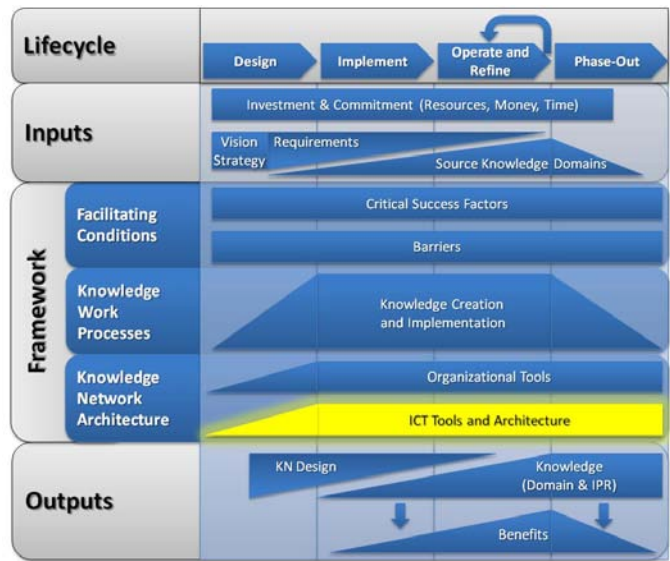 Lifecycle
Design
Implement
Operate and
Refine
Phase-Out
Inputs
Investment & Commitment (Resources, Money, Time)
Vision
Strategy
Requirements
Source Knowledge Domains
Framework
Facilitating
Conditions
Critical Success Factors
Barriers
Knowledge
Work
Processes
Knowledge Creation
and Implementation
Knowledge
Network
Architecture
Organizational Tools
ICT Tools and Architecture
Outputs
KN Design
Knowledge
(Domain & IPR)
Benefits